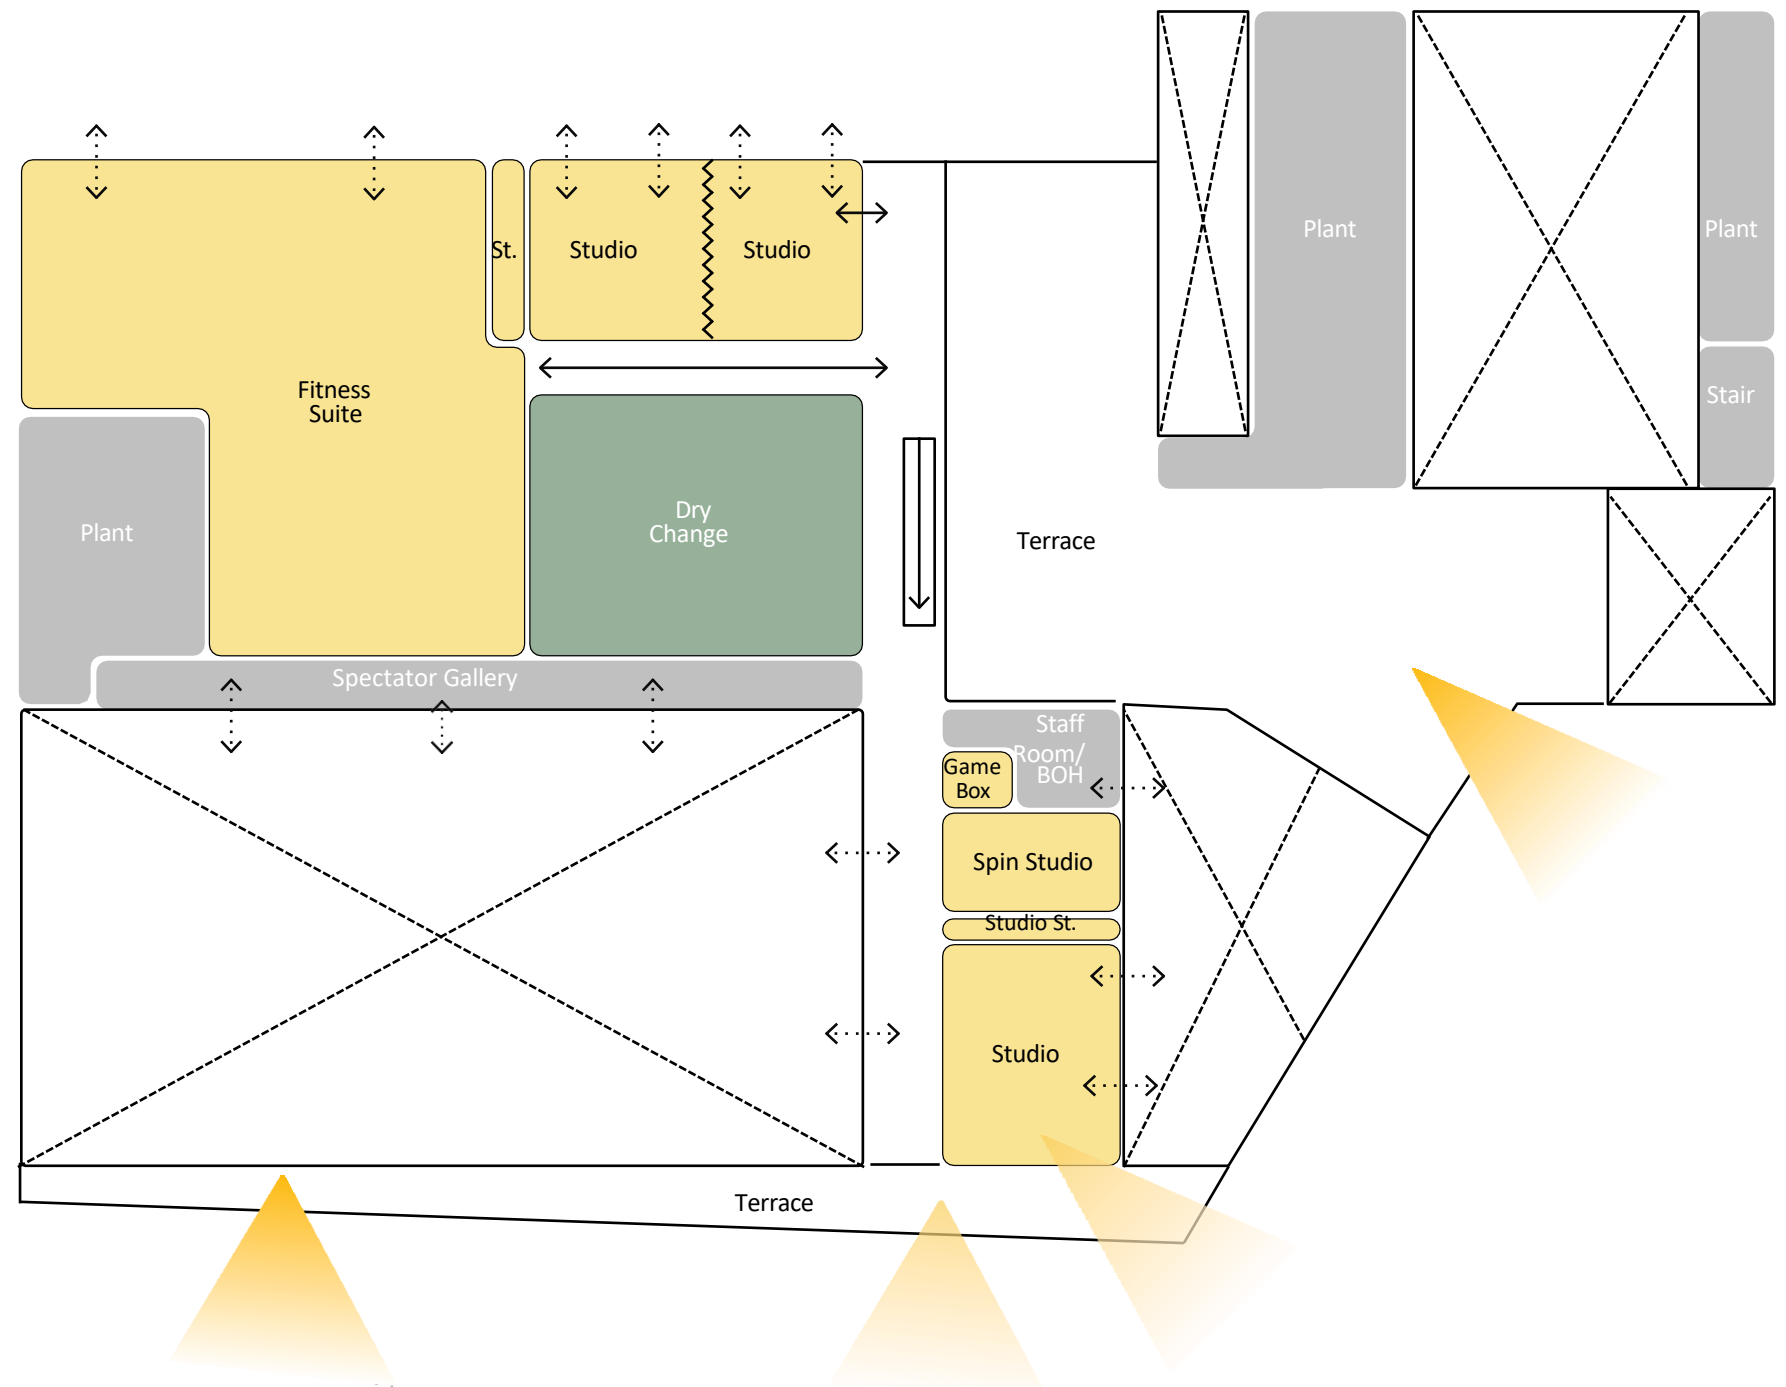 Plant
Plant
St.
Studio
Studio
Fitness
Suite
Stair
Dry
Change
Plant
Terrace
Spectator Gallery
Staff
Room/
BOH
Game
Box
Spin Studio
Studio St.
Studio
Terrace